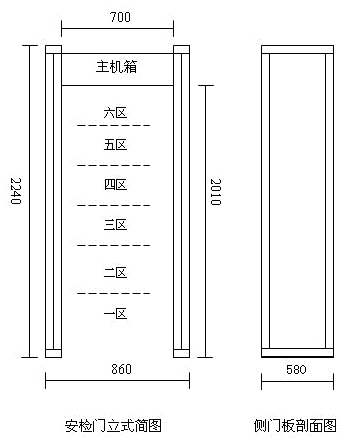 700
主机箱
六区
五区
四区
三区
二区
一区
2240
2010
860
580
安检门立式简图
侧门板剖面图